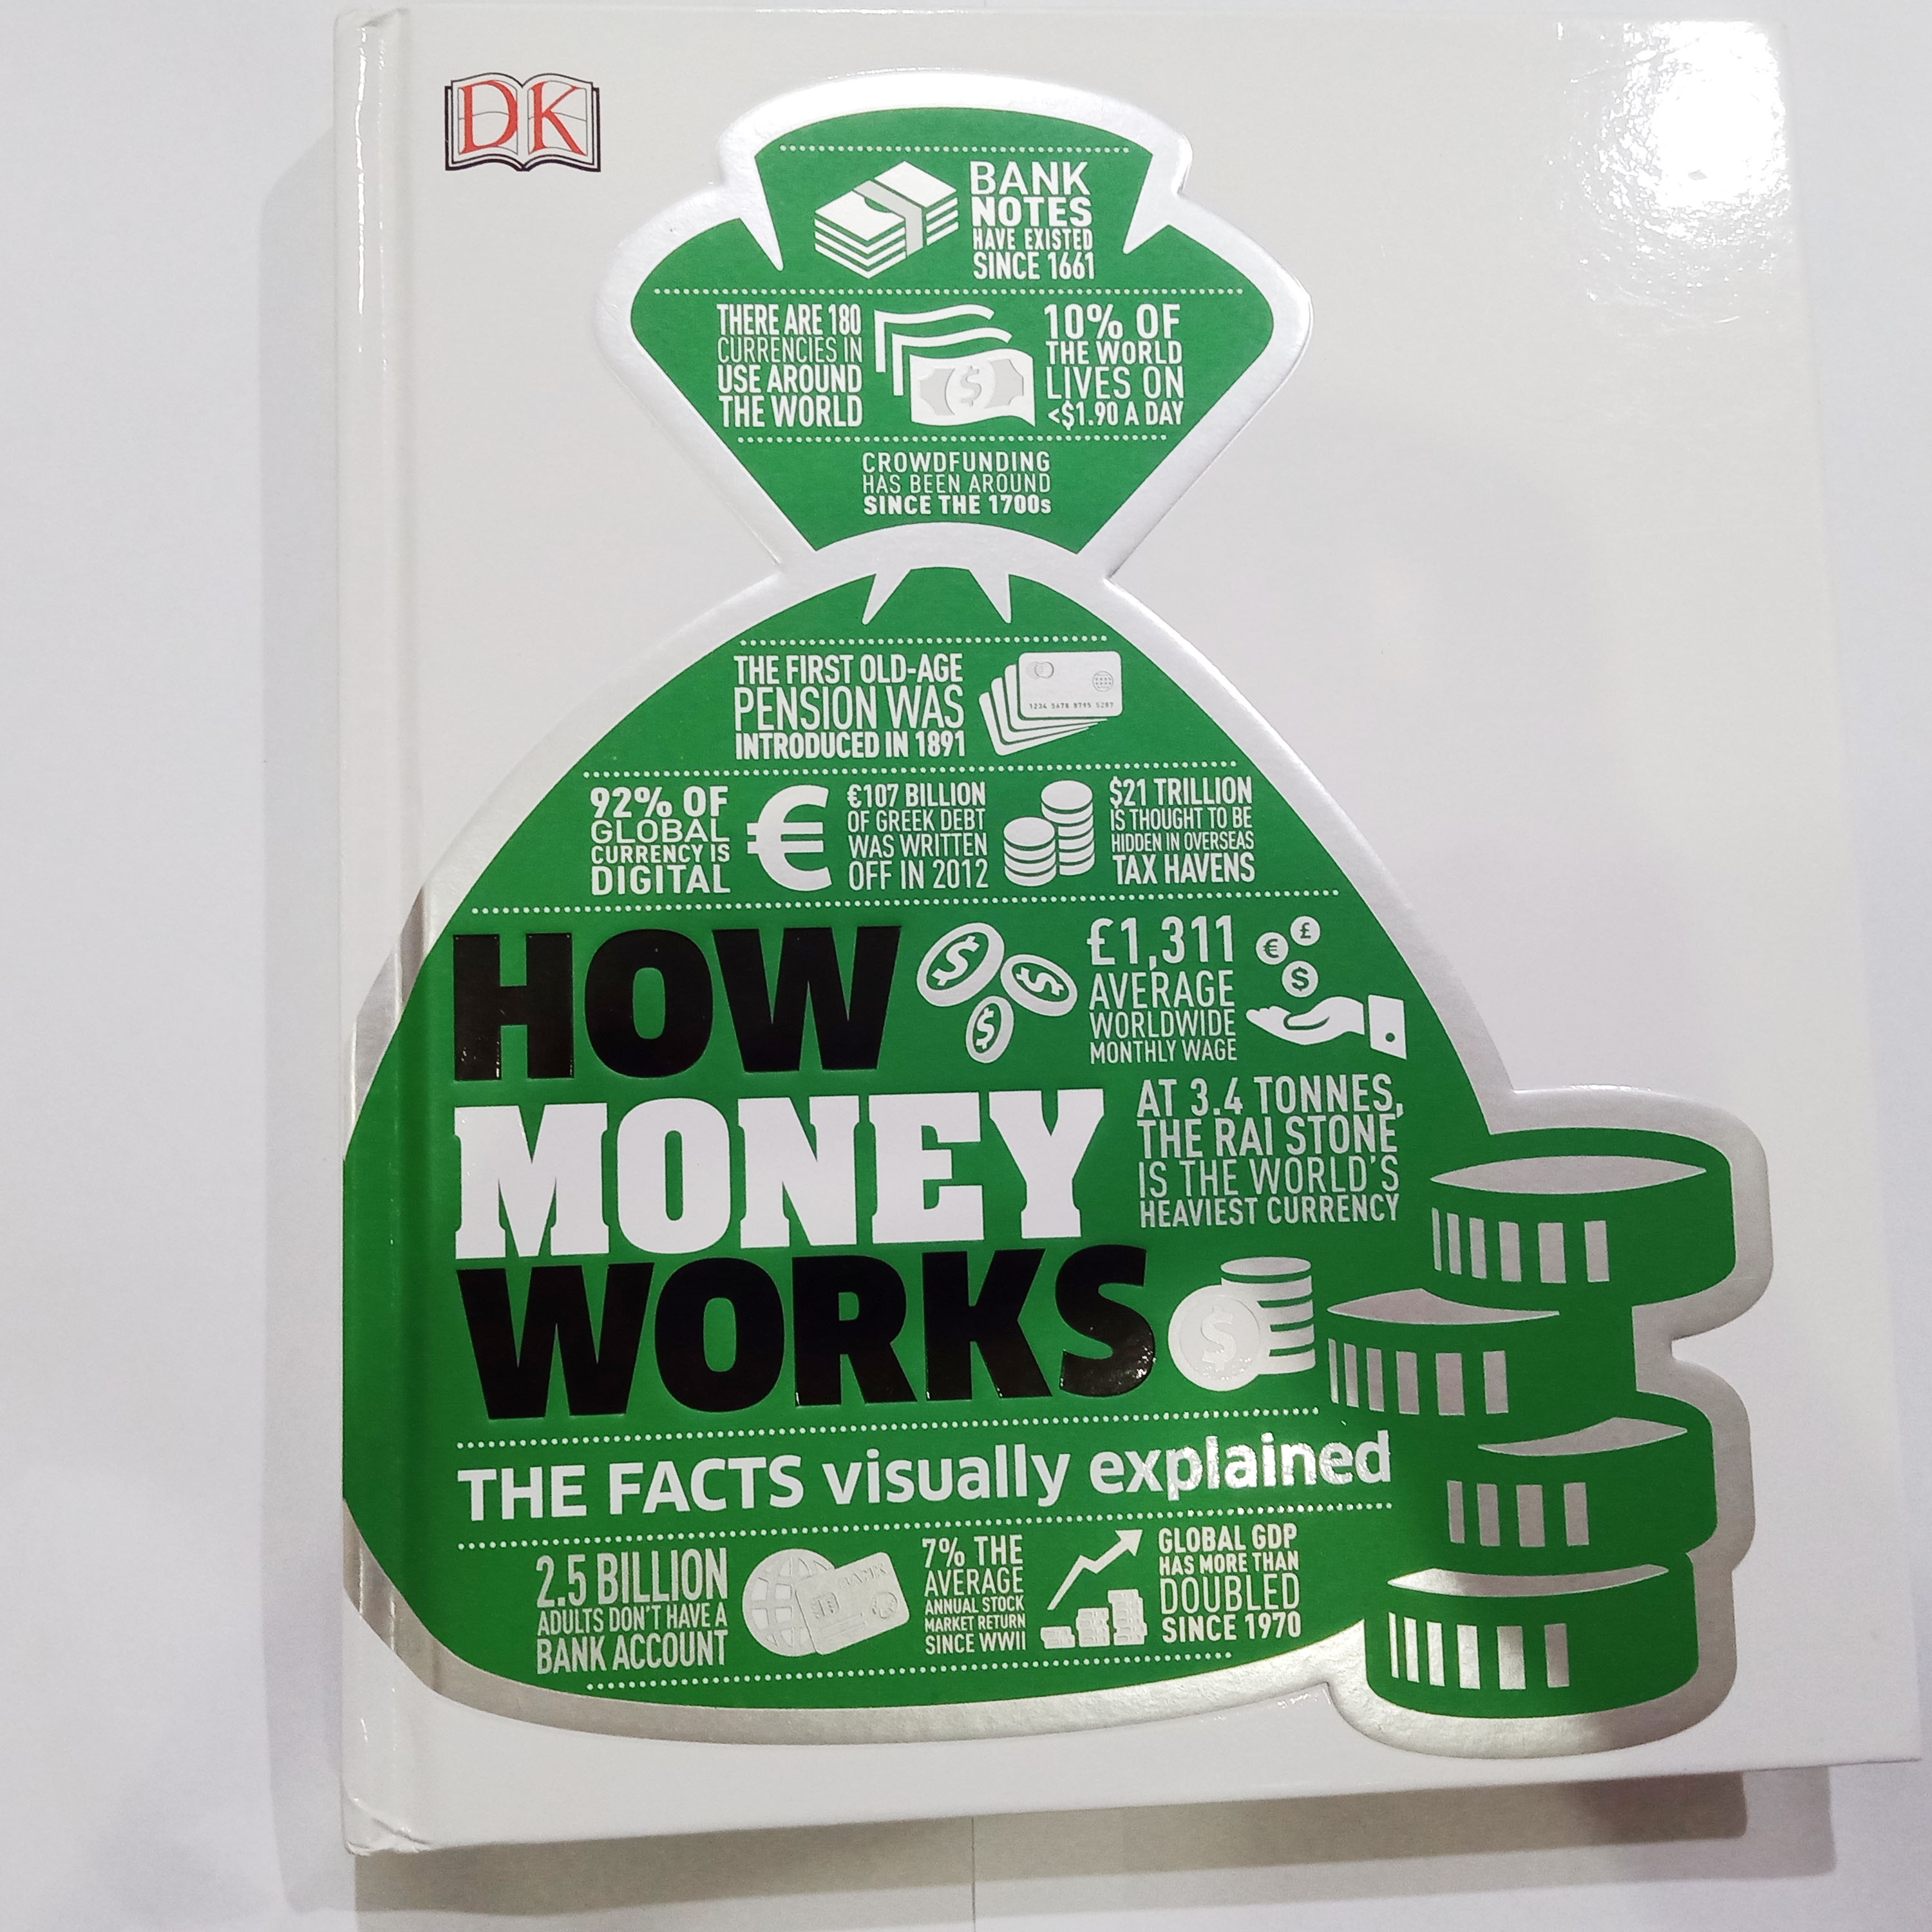 DK
BANK
NOTES
HAVE EXISTED
SINCE 1661
THERE ARE 180
CURRENCIES IN
USE AROUND
THE WORLD
$
10% OF
THE WORLD
LIVES ON
<$1.90 A DAY
CROWDFUNDING
HAS BEEN AROUND
SINCE THE 1700s
THE FIRST OLD-AGE
PENSION WAS
INTRODUCED IN 1891
1234 5678 8795 5287
92% OF
GLOBAL
CURRENCY IS
DIGITAL
€
€107 BILLION
OF GREEK DEBT
WAS WRITTEN
OFF IN 2012
$21 TRILLION
IS THOUGHT TO BE
HIDDEN IN OVERSEAS
TAX HAVENS
HOW
MONEY
WORKS
$
$
$
£1,311
AVERAGE
WORLDWIDE
MONTHLY WAGE
€
£
$
AT 3.4 TONNES,
THE RAI STONE
IS THE WORLD'S
HEAVIEST CURRENCY
$
THE FACTS visually explained
2.5 BILLION
ADULTS DON'T HAVE A
BANK ACCOUNT
BANK
7% THE
AVERAGE
ANNUAL STOCK
MARKET RETURN
SINCE WWII
GLOBAL GDP
HAS MORE THAN
DOUBLED
SINCE 1970